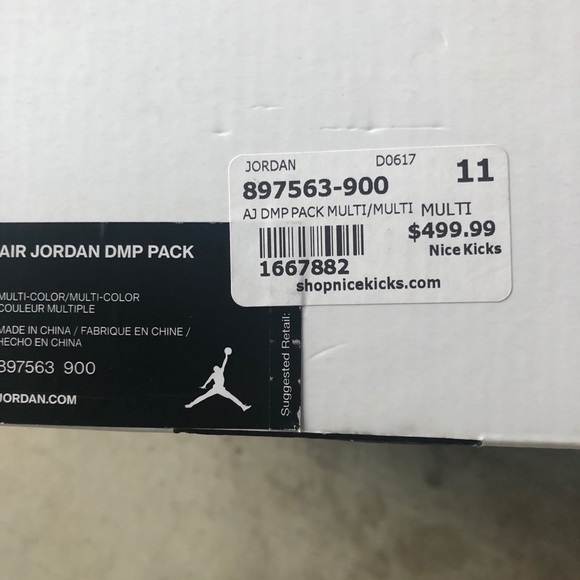 JORDAN D0617 11
897563-900
AJ DMP PACK MULTI/MULTI MULTI
$499.99
1667882 Nice Kicks
shopnicekicks.com
AIR JORDAN DMP PACK
MULTI-COLOR/MULTI-COLOR
COULEUR MULTIPLE
MADE IN CHINA / FABRIQUE EN CHINE /
HECHO EN CHINA
897563 900
JORDAN.COM
Suggested Retail: